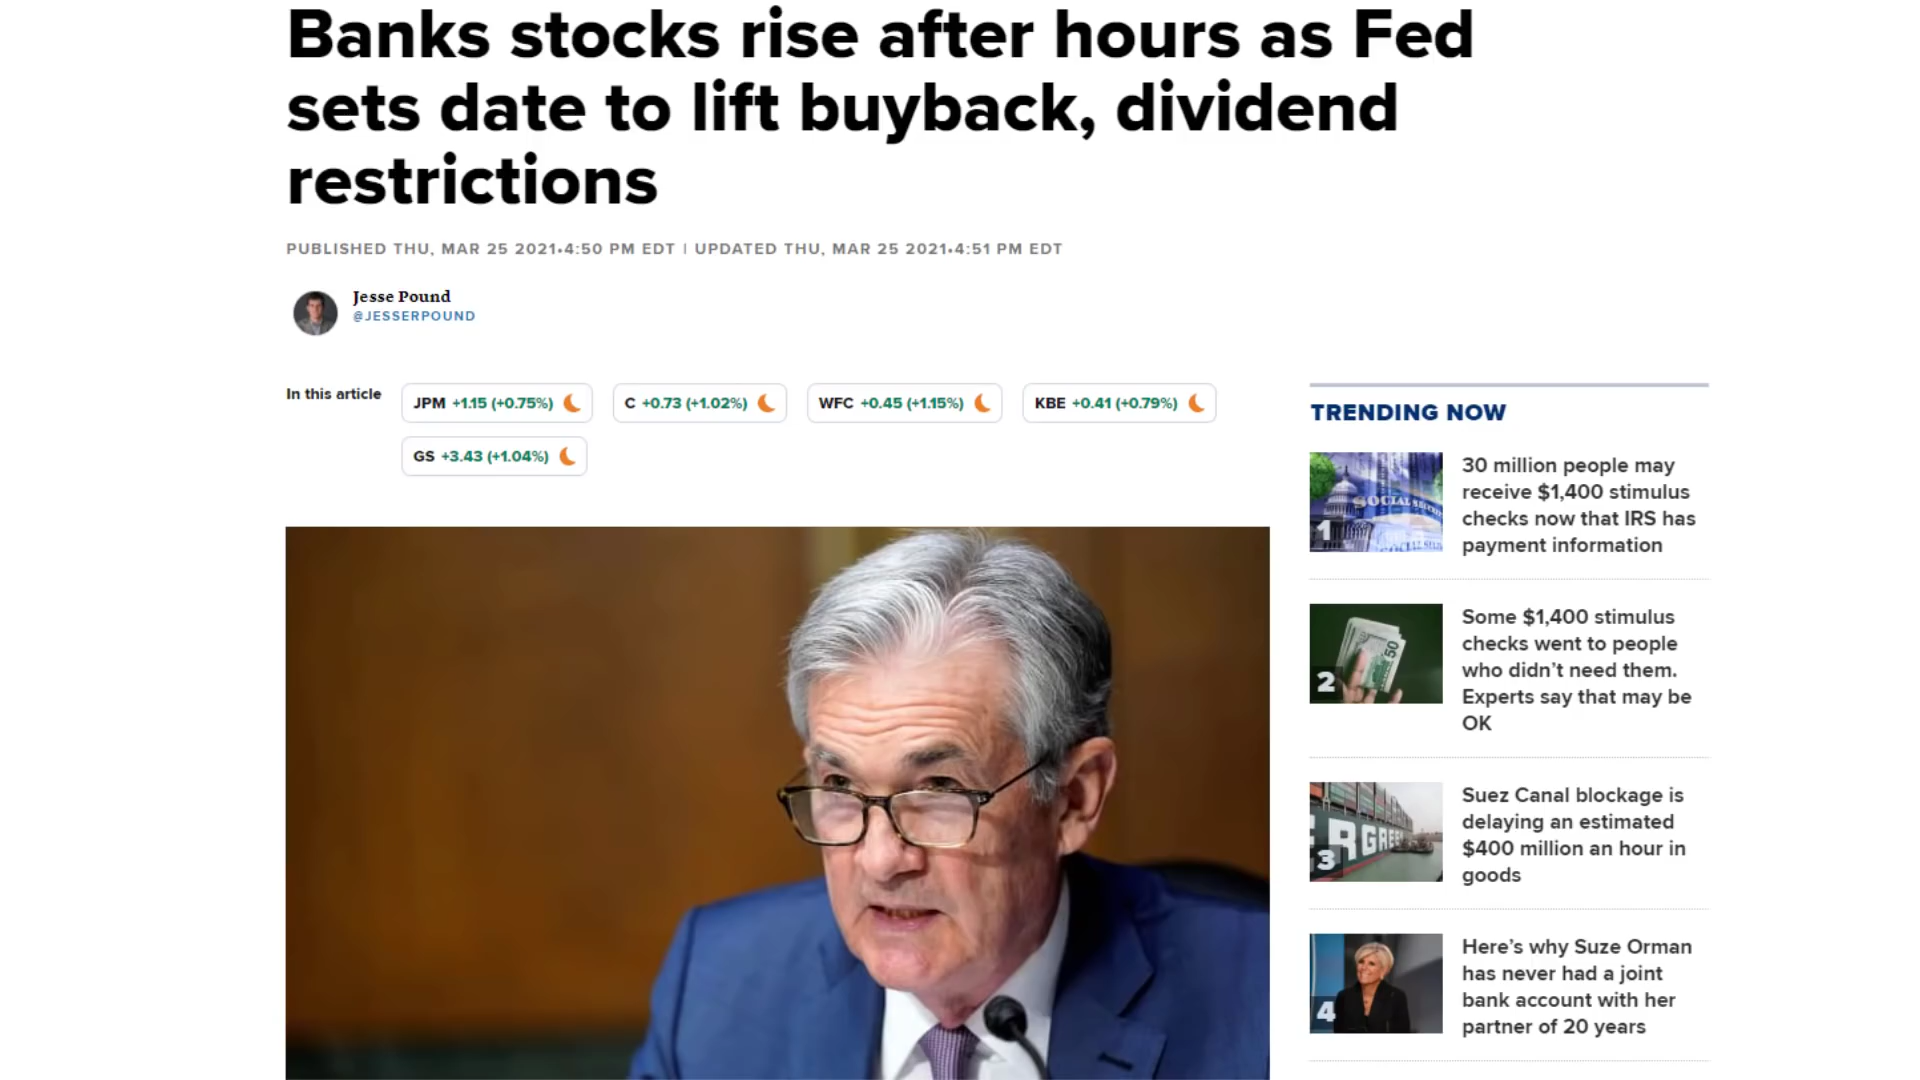 Banks stocks rise after hours as Fed
sets date to lift buyback, dividend
restrictions
PUBLISHED THU, MAR 25 2021•4:50 PM EDT | UPDATED THU, MAR 25 2021•4:51 PM EDT
Jesse Pound
@JESSERPOUND
In this article
JPM +1.15 (+0.75%)
C +0.73 (+1.02%)
WFC +0.45 (+1.15%)
KBE +0.41 (+0.79%)
GS +3.43 (+1.04%)
TRENDING NOW
SOCIAL SECURITY
1
30 million people may
receive $1,400 stimulus
checks now that IRS has
payment information
50
2
Some $1,400 stimulus
checks went to people
who didn’t need them.
Experts say that may be
OK
ERGREE
3
Suez Canal blockage is
delaying an estimated
$400 million an hour in
goods
4
Here’s why Suze Orman
has never had a joint
bank account with her
partner of 20 years